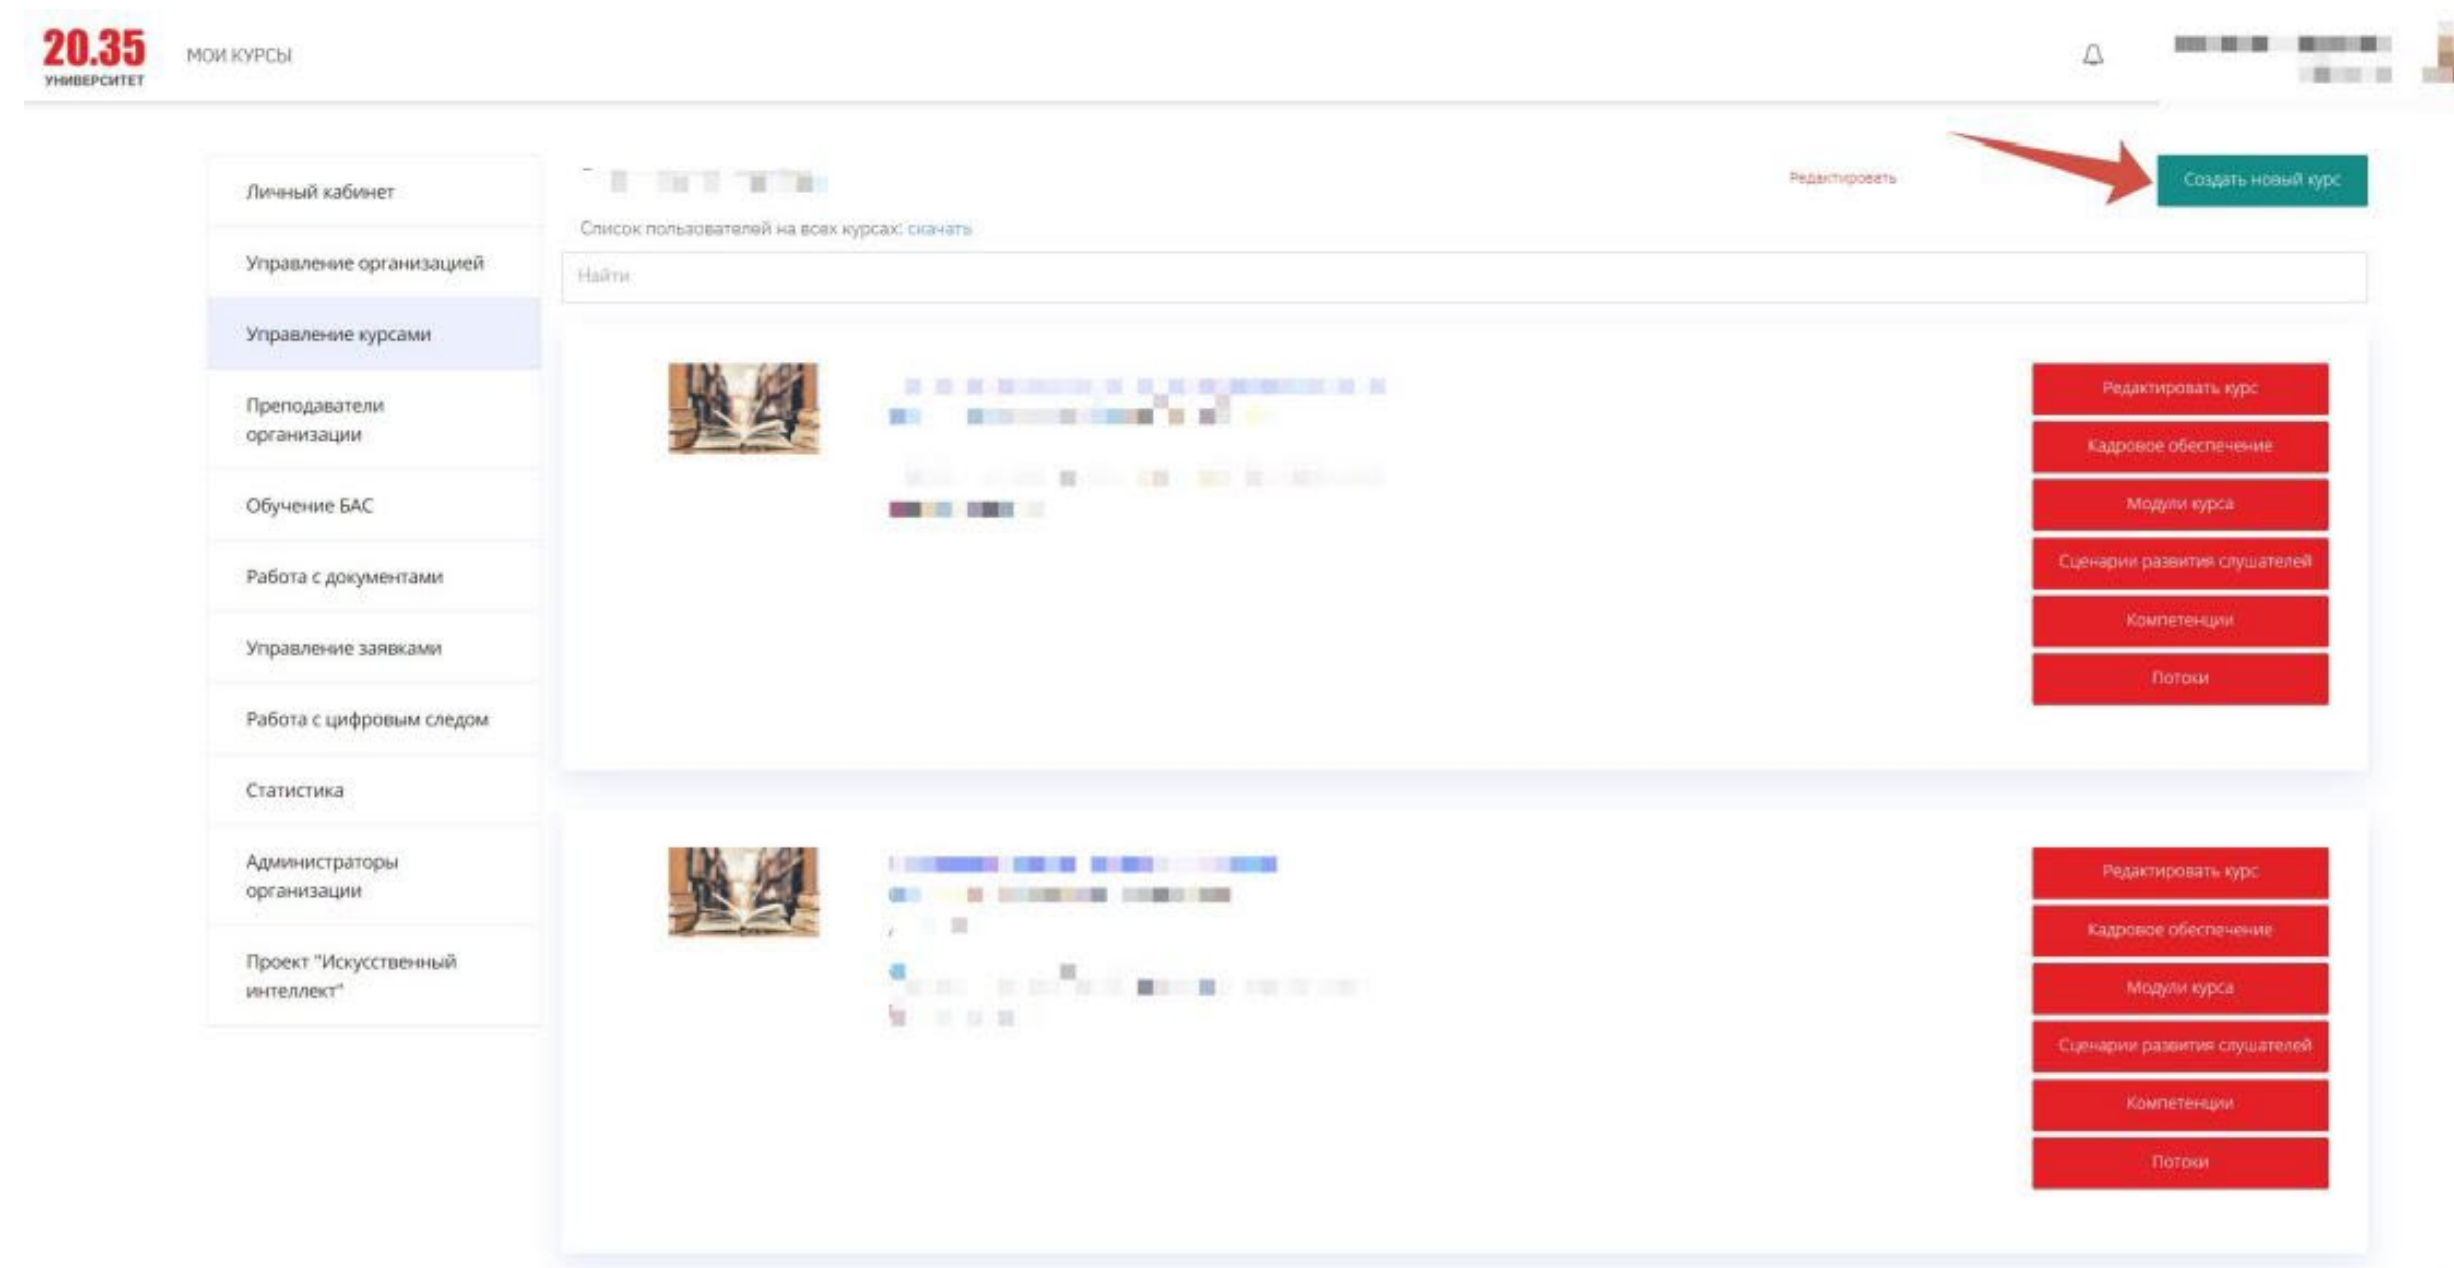 20.35
УНИВЕРСИТЕТ
МОИ КУРСЫ
Личный кабинет
Управление организацией
Управление курсами
Преподаватели
организации
Обучение БАС
Работа с документами
Управление заявками
Работа с цифровым следом
Статистика
Администраторы
организации
Проект "Искусственный
интеллект"
Редактировать
Создать новый курс
Список пользователей на всех курсах: скачать
Найти
Редактировать курс
Кадровое обеспечение
Модули курса
Сценарии развития слушателей
Компетенции
Потоки
Редактировать курс
Кадровое обеспечение
Модули курса
Сценарии развития слушателей
Компетенции
Потоки